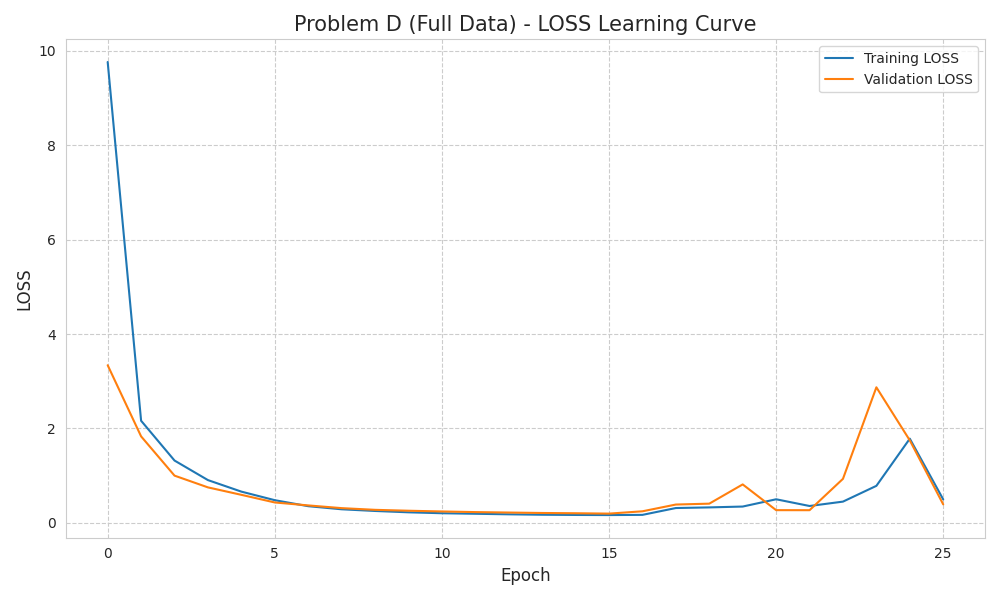 Problem D (Full Data) - LOSS Learning Curve
Training LOSS
Validation LOSS
LOSS
10
8
6
4
2
0
0 5 10 15 20 25
Epoch